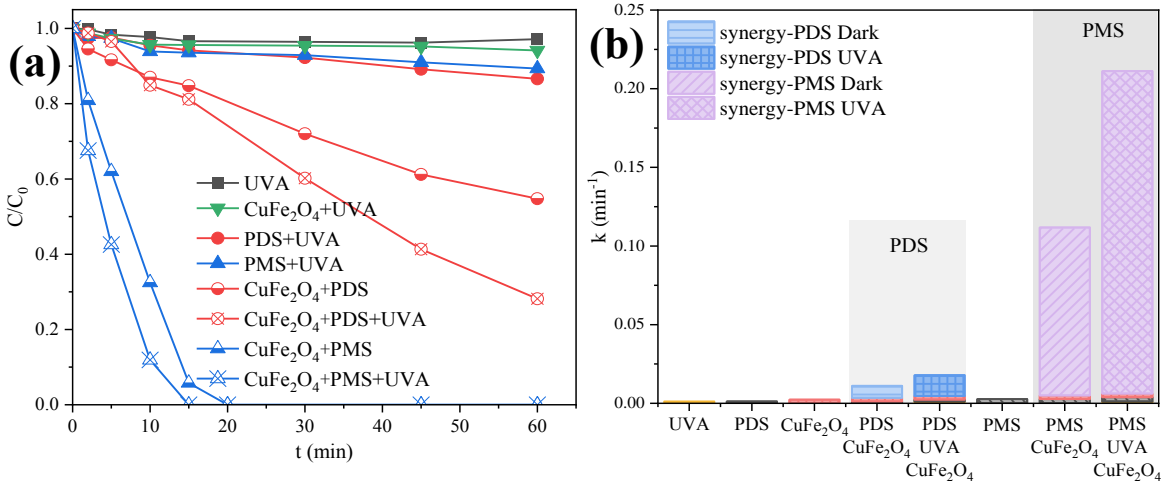 (a)
C/C₀
1.0
0.8
0.6
0.4
0.2
0.0
UVA
CuFe₂O₄+UVA
PDS+UVA
PMS+UVA
CuFe₂O₄+PDS
CuFe₂O₄+PDS+UVA
CuFe₂O₄+PMS
CuFe₂O₄+PMS+UVA
0 10 20 30 40 50 60
t (min)
(b)
k (min⁻¹)
0.25
0.20
0.15
0.10
0.05
0.00
synergy-PDS Dark
synergy-PDS UVA
synergy-PMS Dark
synergy-PMS UVA
PMS
PDS
UVA
PDS
CuFe₂O₄
PDS
CuFe₂O₄
PDS
UVA
CuFe₂O₄
PMS
PMS
CuFe₂O₄
PMS
UVA
CuFe₂O₄